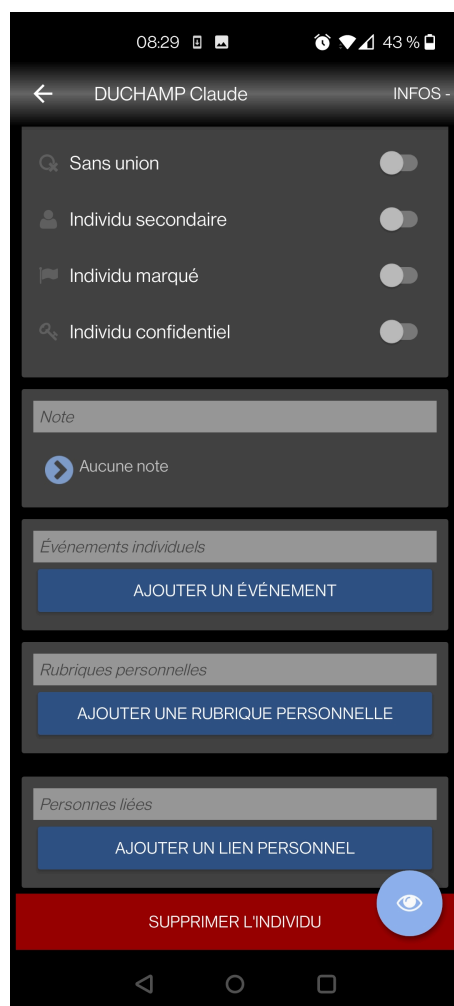 08:29 43 %
DUCHAMP Claude INFOS -
Sans union
Individu secondaire
Individu marqué
Individu confidentiel
Note
Aucune note
Événements individuels
AJOUTER UN ÉVÉNEMENT
Rubriques personnelles
AJOUTER UNE RUBRIQUE PERSONNELLE
Personnes liées
AJOUTER UN LIEN PERSONNEL
SUPPRIMER L'INDIVIDU